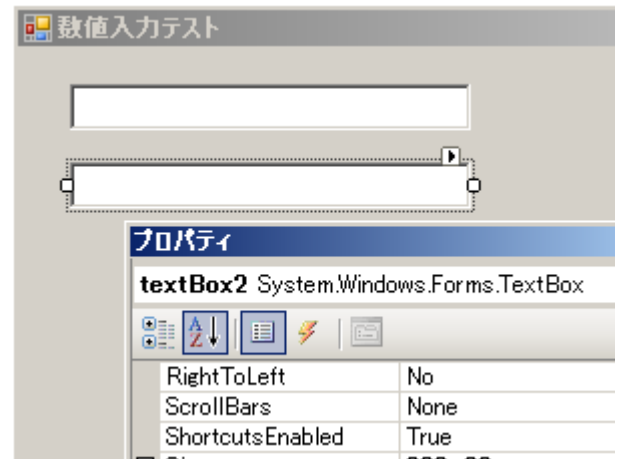 数値入力テスト
プロパティ
textBox2 System.Windows.Forms.TextBox
RightToLeft No
ScrollBars None
ShortcutsEnabled True